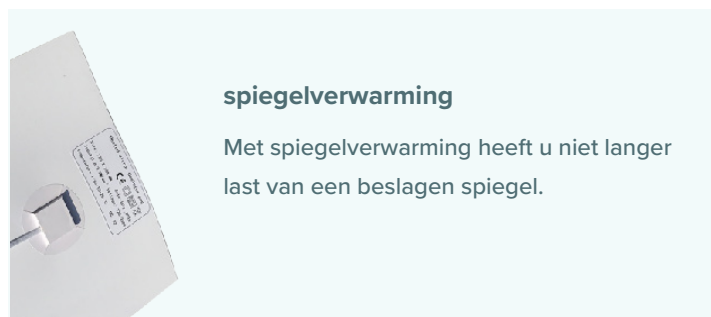 spiegelverwarming
Met spiegelverwarming heeft u niet langer
last van een beslagen spiegel.